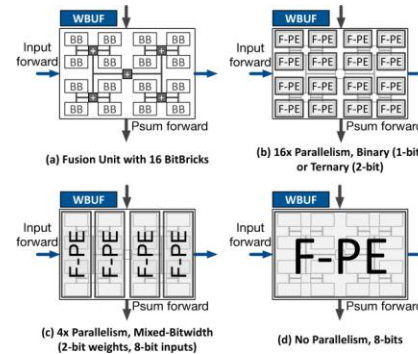 WBUF
Input
forward
BB BB BB BB
+ +
BB BB BB BB
+
BB BB BB BB
+ +
BB BB BB BB
Psum forward
(a) Fusion Unit with 16 BitBricks
WBUF
Input
forward
F-PE F-PE F-PE F-PE
F-PE F-PE F-PE F-PE
F-PE F-PE F-PE F-PE
F-PE F-PE F-PE F-PE
Psum forward
(b) 16x Parallelism, Binary (1-bit)
or Ternary (2-bit)
WBUF
Input
forward
F-PE F-PE F-PE F-PE
Psum forward
(c) 4x Parallelism, Mixed-Bitwidth
(2-bit weights, 8-bit inputs)
WBUF
Input
forward
F-PE
Psum forward
(d) No Parallelism, 8-bits